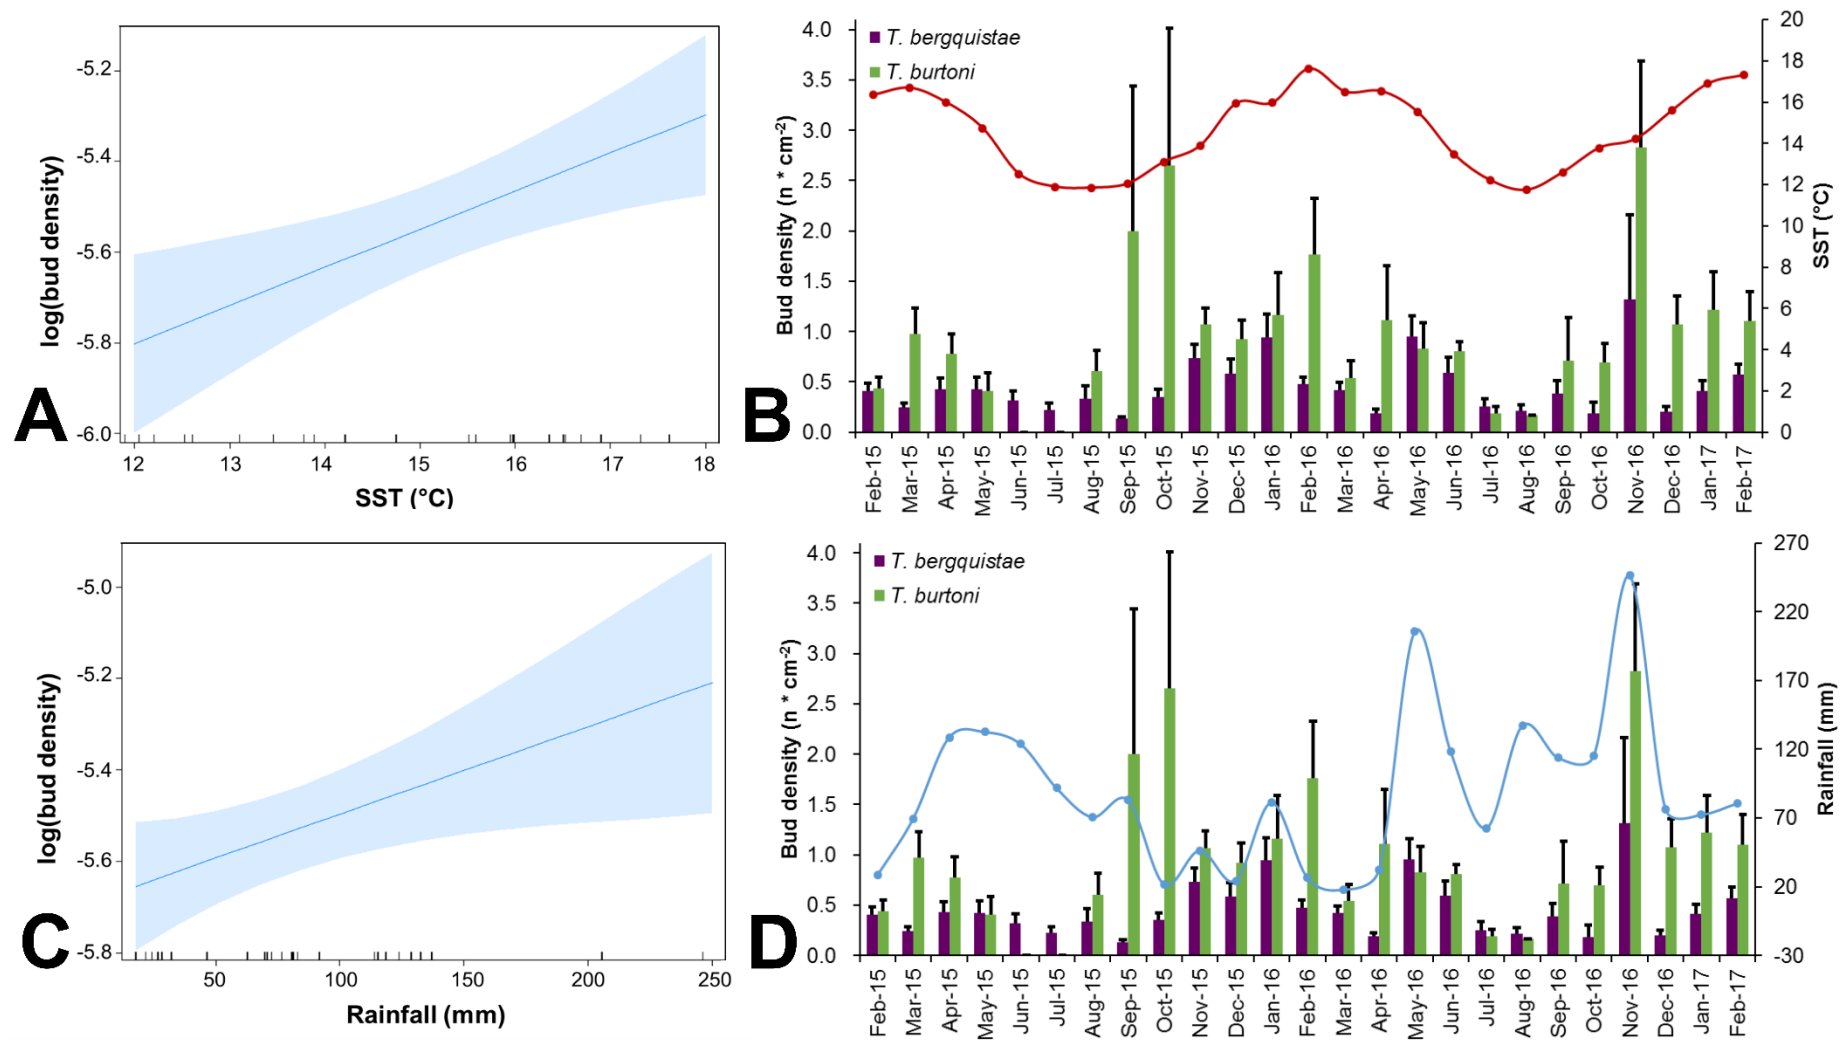 A
log(bud density)
-5.2
-5.4
-5.6
-5.8
-6.0
12 13 14 15 16 17 18
SST (°C)
B
T. bergquistae
T. burtoni
Bud density (n * cm-2)
4.0
3.5
3.0
2.5
2.0
1.5
1.0
0.5
0.0
20
18
16
14
12
10
8
6
4
2
0
SST (°C)
Feb-15 Mar-15 Apr-15 May-15 Jun-15 Jul-15 Aug-15 Sep-15 Oct-15 Nov-15 Dec-15 Jan-16 Feb-16 Mar-16 Apr-16 May-16 Jun-16 Jul-16 Aug-16 Sep-16 Oct-16 Nov-16 Dec-16 Jan-17 Feb-17
C
log(bud density)
-5.0
-5.2
-5.4
-5.6
-5.8
50 100 150 200 250
Rainfall (mm)
D
T. bergquistae
T. burtoni
Bud density (n * cm-2)
4.0
3.5
3.0
2.5
2.0
1.5
1.0
0.5
0.0
270
220
170
120
70
20
-30
Rainfall (mm)
Feb-15 Mar-15 Apr-15 May-15 Jun-15 Jul-15 Aug-15 Sep-15 Oct-15 Nov-15 Dec-15 Jan-16 Feb-16 Mar-16 Apr-16 May-16 Jun-16 Jul-16 Aug-16 Sep-16 Oct-16 Nov-16 Dec-16 Jan-17 Feb-17